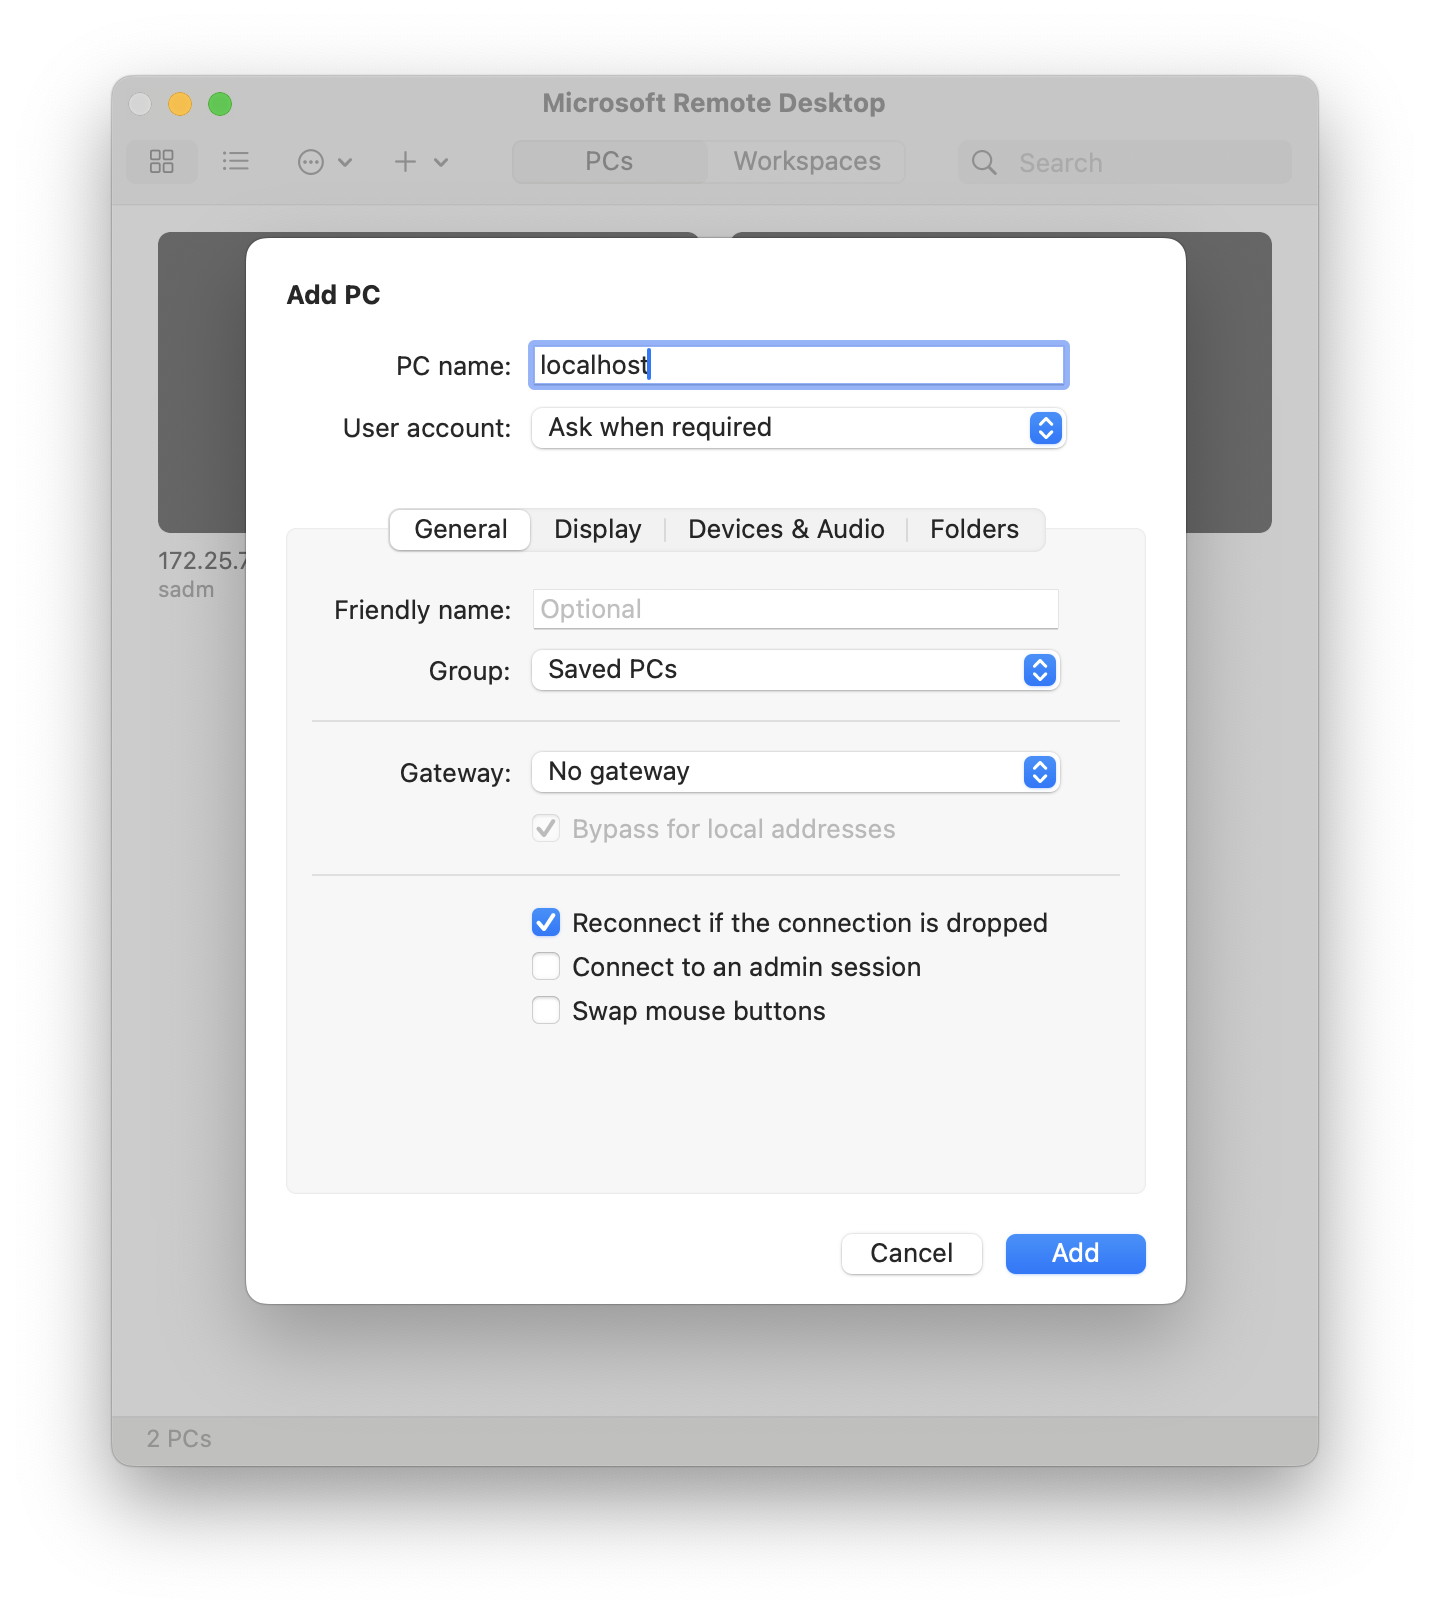 Microsoft Remote Desktop
PCs Workspaces Search
Add PC
PC name: localhost
User account: Ask when required
General Display Devices & Audio Folders
172.25.7
sadm
Friendly name: Optional
Group: Saved PCs
Gateway: No gateway
Bypass for local addresses
Reconnect if the connection is dropped
Connect to an admin session
Swap mouse buttons
Cancel Add
2 PCs